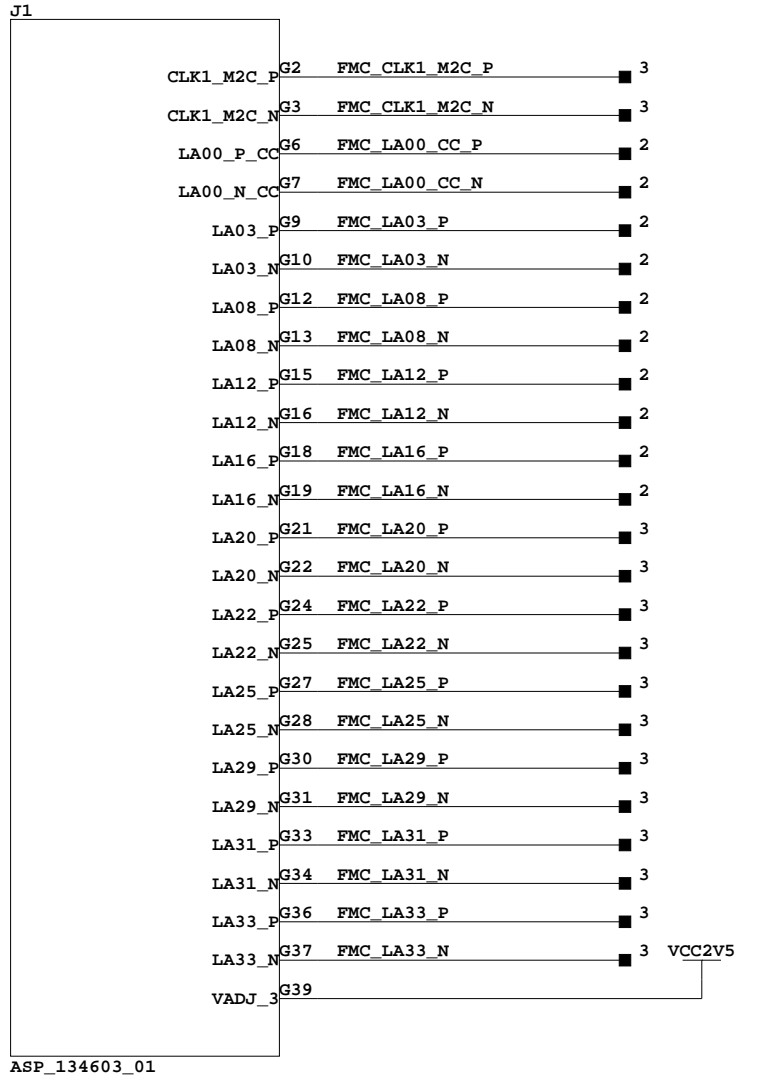 J1
CLK1_M2C_P G2 FMC_CLK1_M2C_P 3
CLK1_M2C_N G3 FMC_CLK1_M2C_N 3
LA00_P_CC G6 FMC_LA00_CC_P 2
LA00_N_CC G7 FMC_LA00_CC_N 2
LA03_P G9 FMC_LA03_P 2
LA03_N G10 FMC_LA03_N 2
LA08_P G12 FMC_LA08_P 2
LA08_N G13 FMC_LA08_N 2
LA12_P G15 FMC_LA12_P 2
LA12_N G16 FMC_LA12_N 2
LA16_P G18 FMC_LA16_P 2
LA16_N G19 FMC_LA16_N 2
LA20_P G21 FMC_LA20_P 3
LA20_N G22 FMC_LA20_N 3
LA22_P G24 FMC_LA22_P 3
LA22_N G25 FMC_LA22_N 3
LA25_P G27 FMC_LA25_P 3
LA25_N G28 FMC_LA25_N 3
LA29_P G30 FMC_LA29_P 3
LA29_N G31 FMC_LA29_N 3
LA31_P G33 FMC_LA31_P 3
LA31_N G34 FMC_LA31_N 3
LA33_P G36 FMC_LA33_P 3
LA33_N G37 FMC_LA33_N 3 VCC2V5
VADJ_3 G39
ASP_134603_01